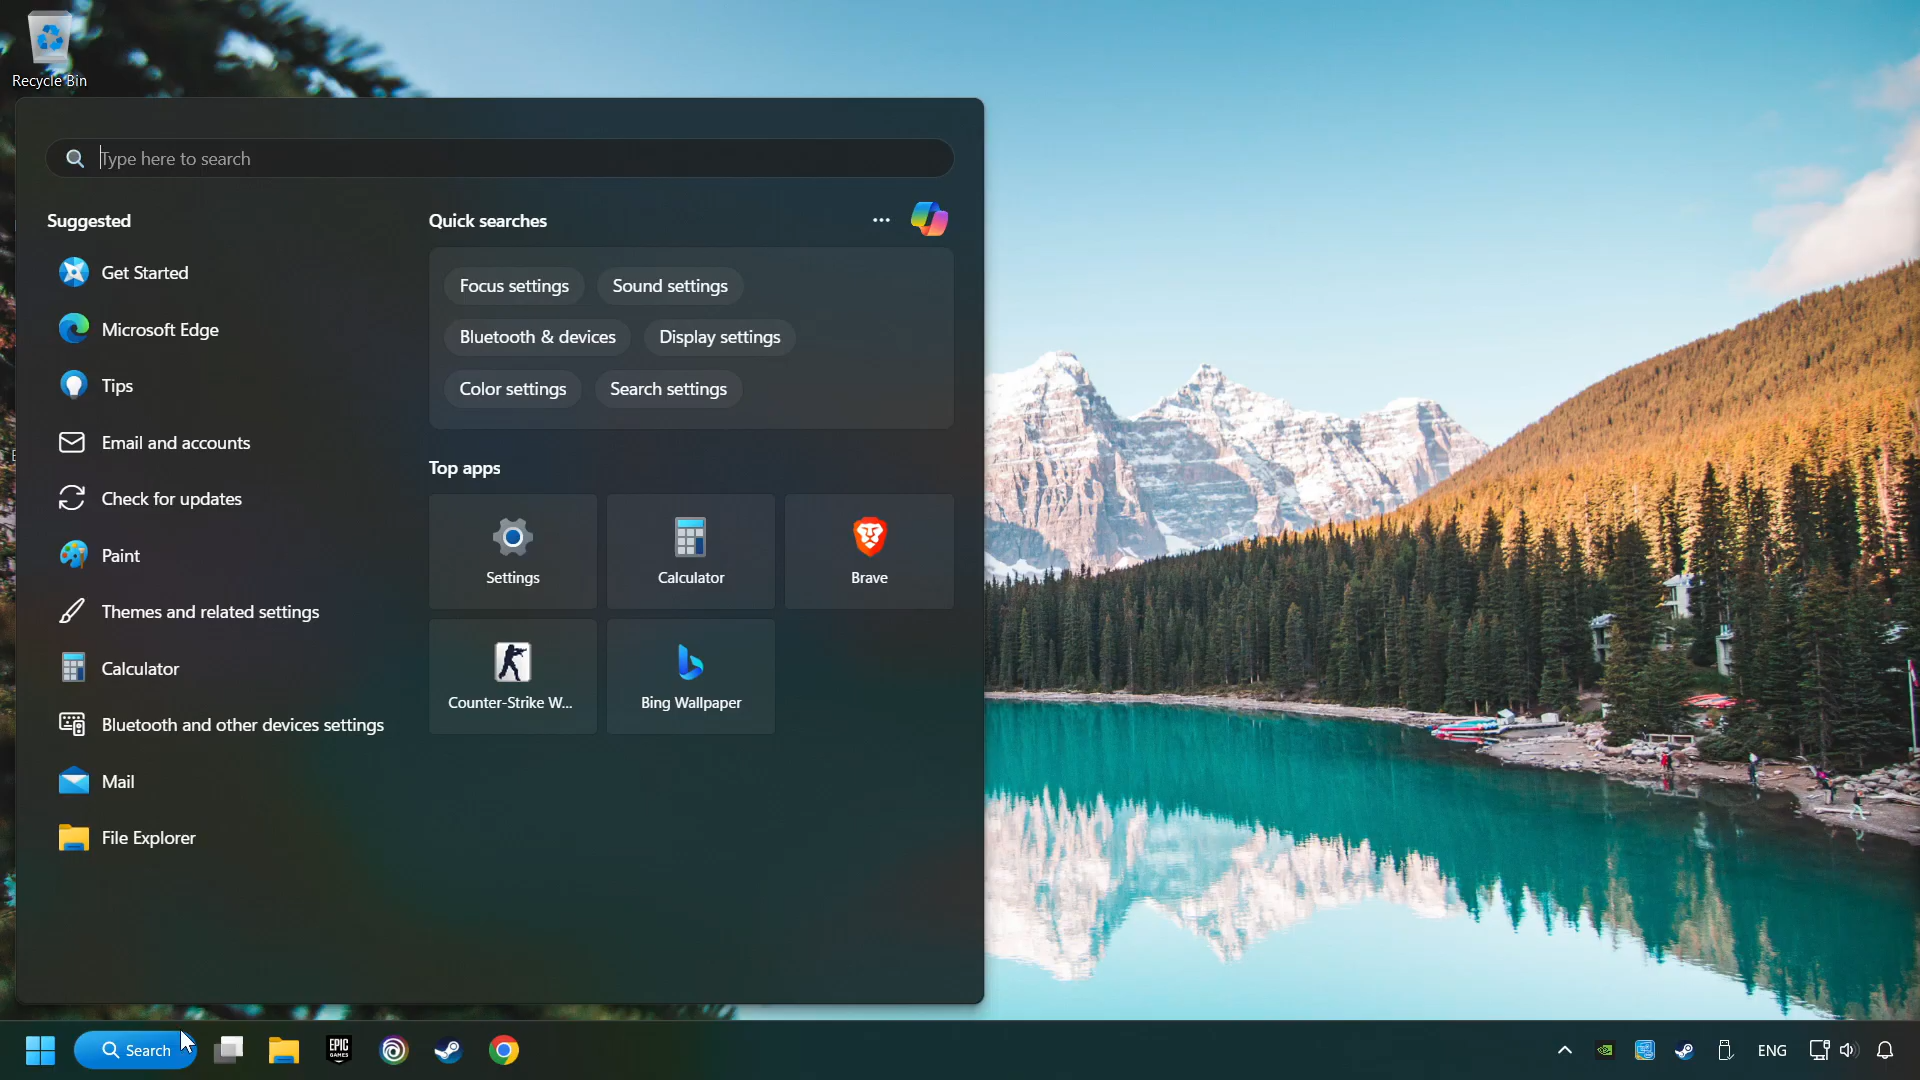 Recycle Bin
Type here to search
Suggested
Get Started
Microsoft Edge
Tips
Email and accounts
Check for updates
Paint
Themes and related settings
Calculator
Bluetooth and other devices settings
Mail
File Explorer
Quick searches
Focus settings
Sound settings
Bluetooth & devices
Display settings
Color settings
Search settings
Top apps
Settings
Calculator
Brave
Counter-Strike W...
Bing Wallpaper
Search
EPIC
GAMES
ENG